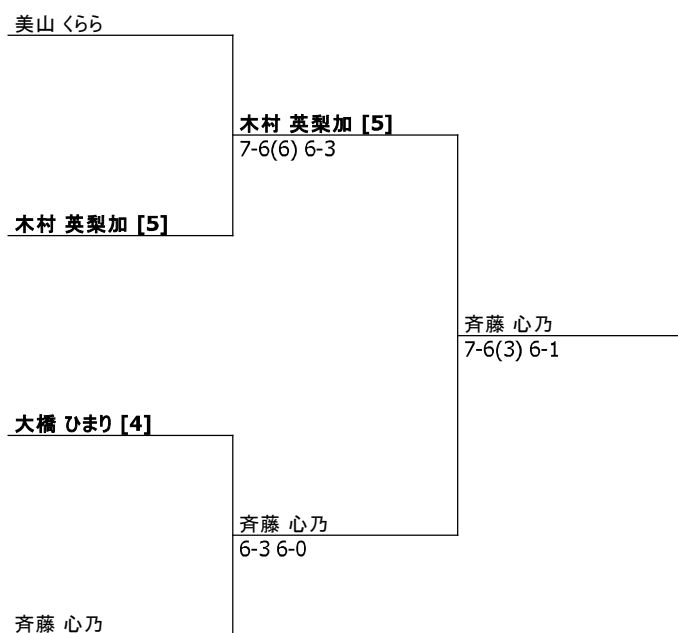 美山 くらら
木村 英梨加 [5]
7-6(6) 6-3
木村 英梨加 [5]
斉藤 心乃
7-6(3) 6-1
大橋 ひまり [4]
斉藤 心乃
6-3 6-0
斉藤 心乃